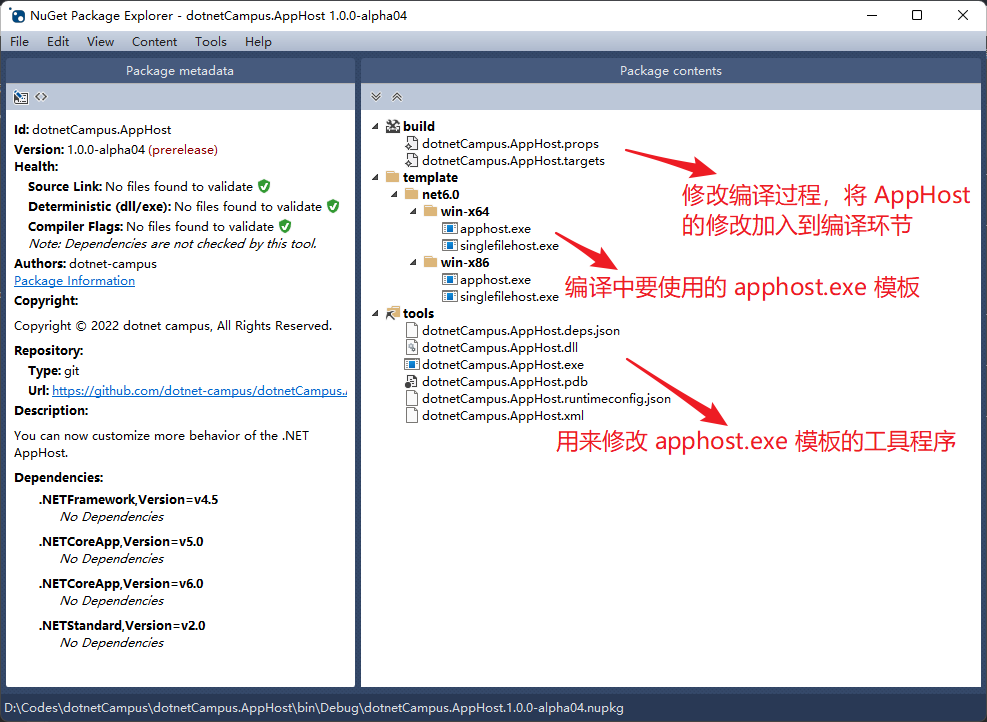 NuGet Package Explorer - dotnetCampus.AppHost 1.0.0-alpha04
File Edit View Content Tools Help
Package metadata
Id: dotnetCampus.AppHost
Version: 1.0.0-alpha04 (prerelease)
Health:
Source Link: No files found to validate
Deterministic (dll/exe): No files found to validate
Compiler Flags: No files found to validate
Note: Dependencies are not checked by this tool.
Authors: dotnet-campus
Package Information
Copyright:
Copyright © 2022 dotnet campus, All Rights Reserved.
Repository:
Type: git
Url: https://github.com/dotnet-campus/dotnetCampus.
Description:
You can now customize more behavior of the .NET
AppHost.
Dependencies:
.NETFramework,Version=v4.5
No Dependencies
.NETCoreApp,Version=v5.0
No Dependencies
.NETCoreApp,Version=v6.0
No Dependencies
.NETStandard,Version=v2.0
No Dependencies
Package contents
build
dotnetCampus.AppHost.props
dotnetCampus.AppHost.targets
修改编译过程，将 AppHost
的修改加入到编译环节
template
net6.0
win-x64
apphost.exe
singlefilehost.exe
win-x86
apphost.exe
singlefilehost.exe
编译中要使用的 apphost.exe 模板
tools
dotnetCampus.AppHost.deps.json
dotnetCampus.AppHost.dll
dotnetCampus.AppHost.exe
dotnetCampus.AppHost.pdb
dotnetCampus.AppHost.runtimeconfig.json
dotnetCampus.AppHost.xml
用来修改 apphost.exe 模板的工具程序
D:\Codes\dotnetCampus\dotnetCampus.AppHost\bin\Debug\dotnetCampus.AppHost.1.0.0-alpha04.nupkg